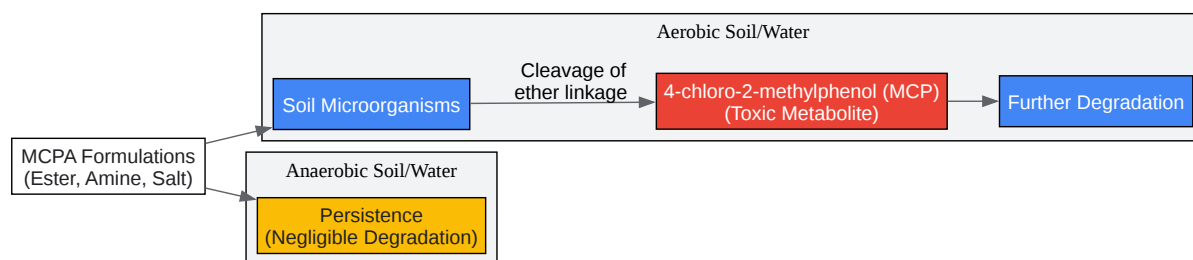 Aerobic Soil/Water
Cleavage of
ether linkage
Soil Microorganisms
4-chloro-2-methylphenol (MCP)
(Toxic Metabolite)
Further Degradation
MCPA Formulations
(Ester, Amine, Salt)
Anaerobic Soil/Water
Persistence
(Negligible Degradation)